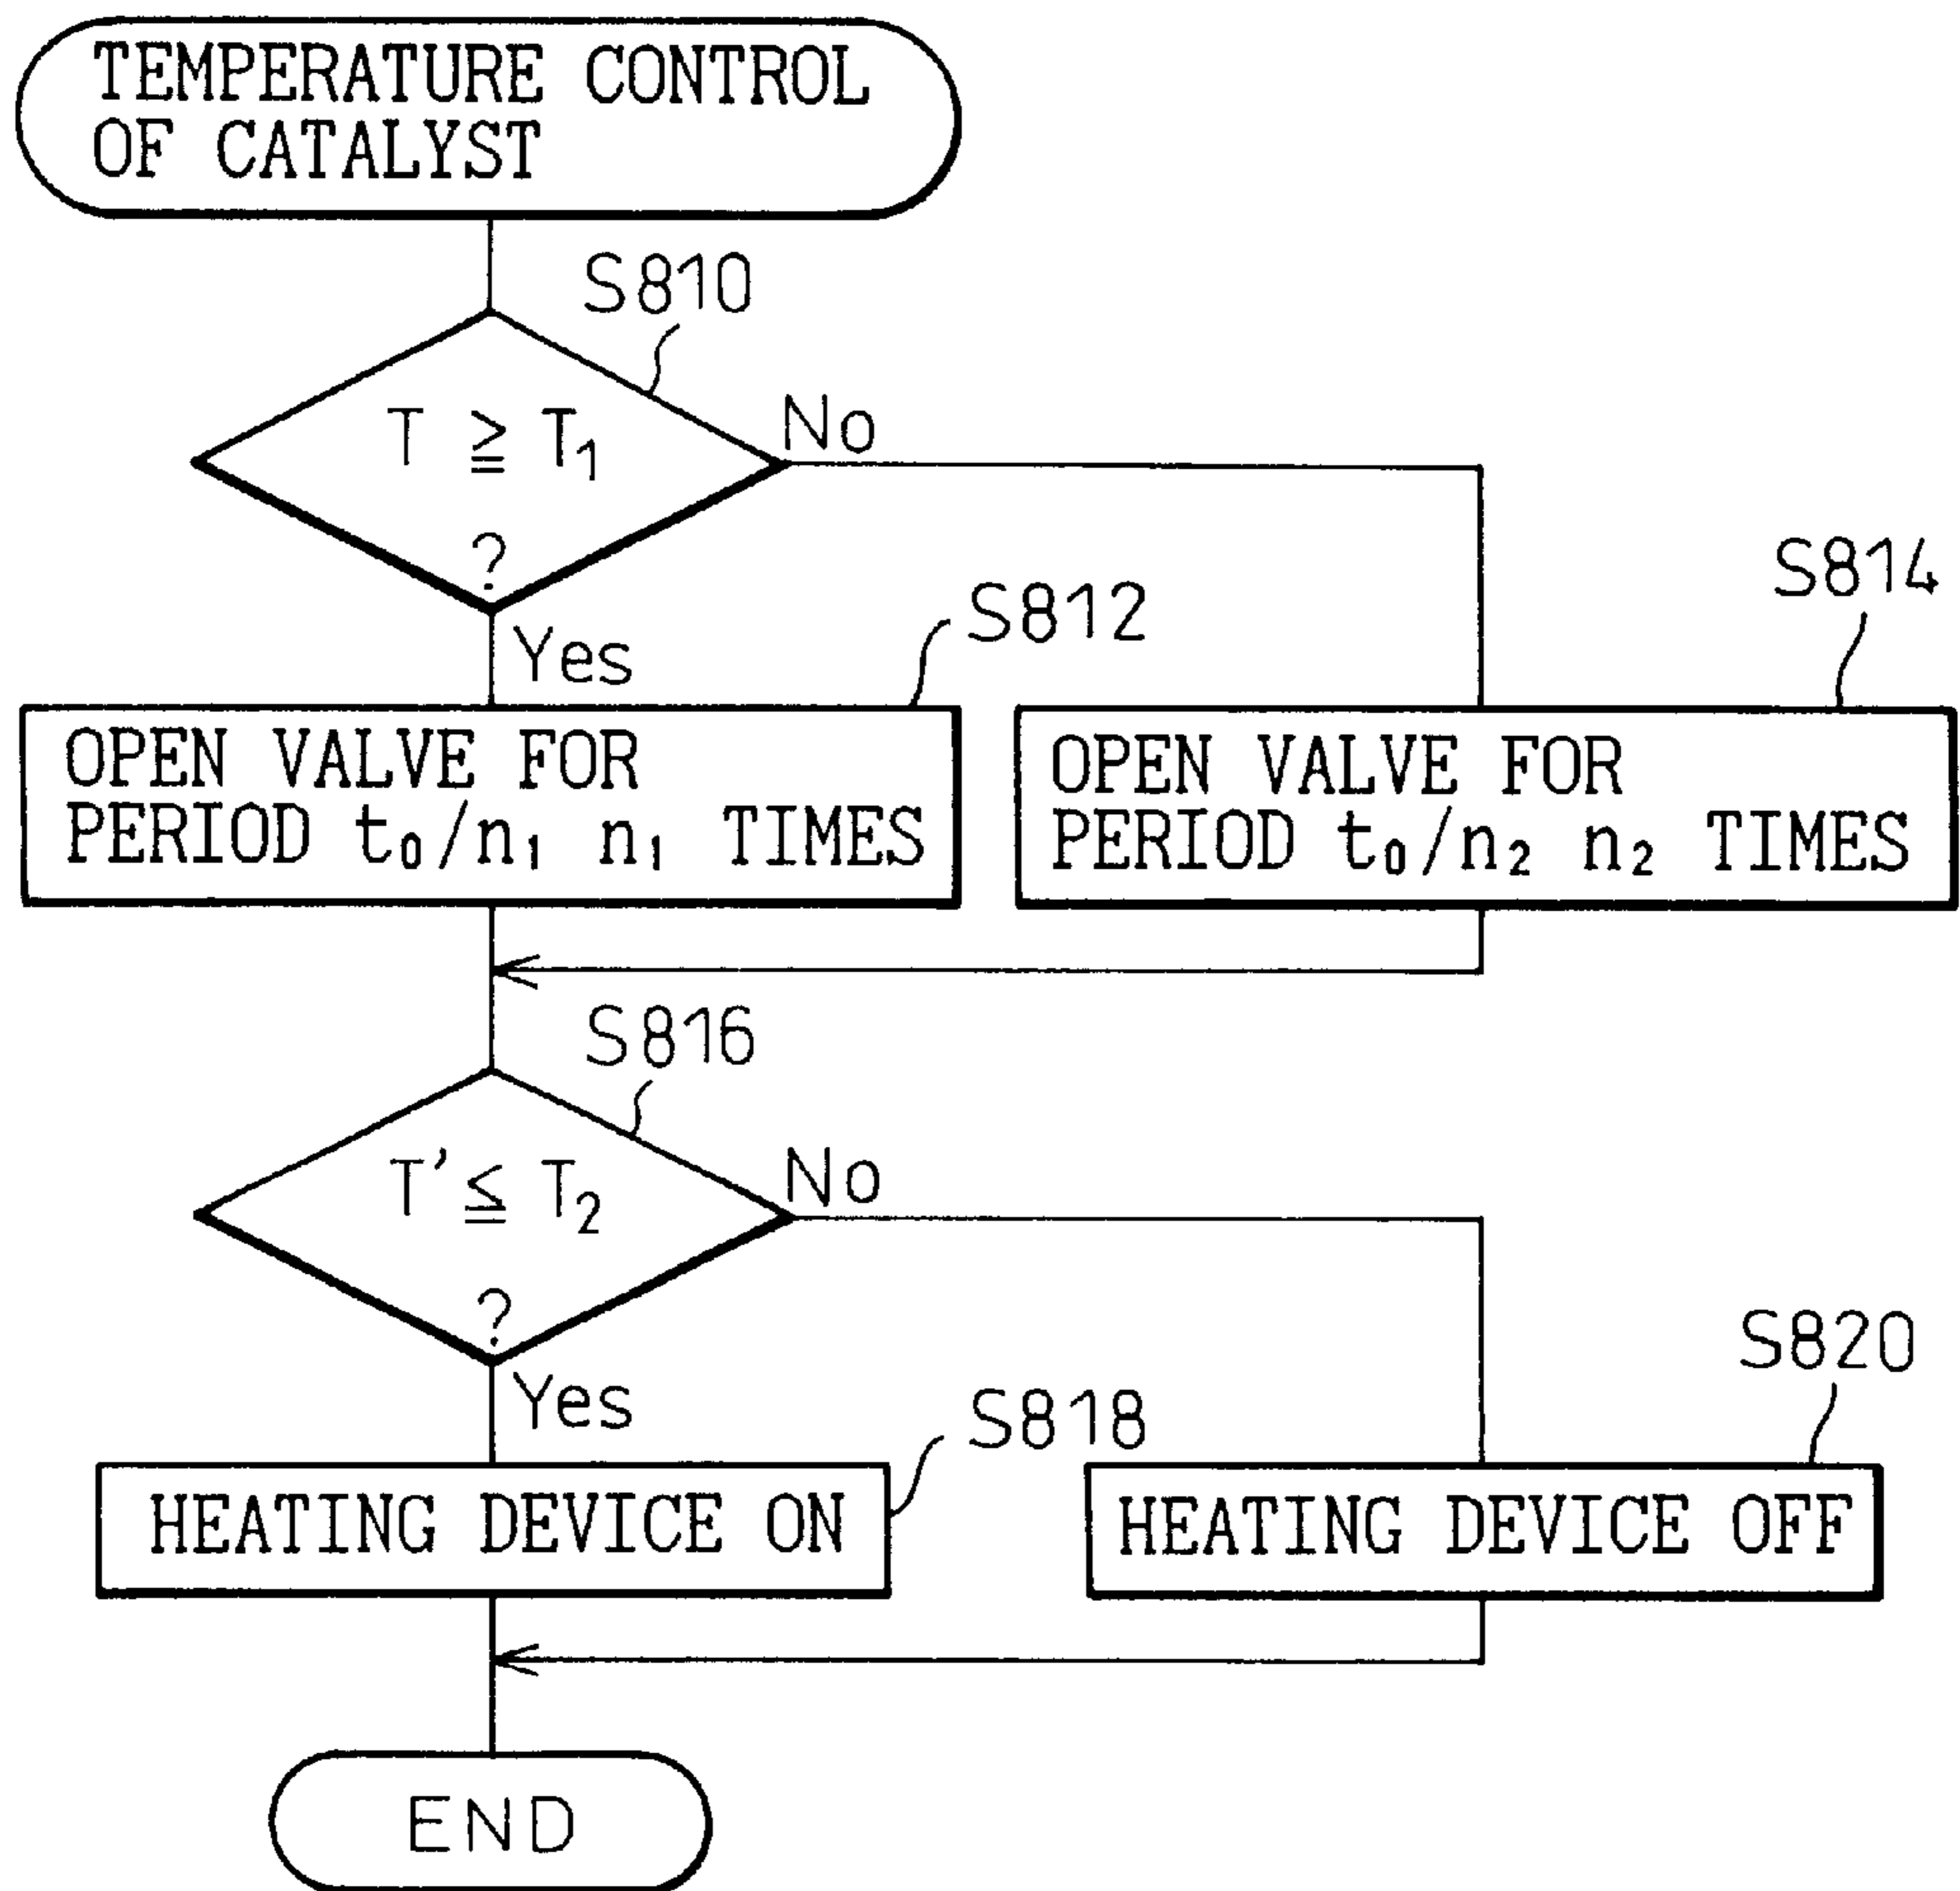 TEMPERATURE CONTROL
OF CATALYST
S810
T ≧ T₁
?
No
Yes
S812
OPEN VALVE FOR
PERIOD t₀/n₁ n₁ TIMES
S814
OPEN VALVE FOR
PERIOD t₀/n₂ n₂ TIMES
S816
T' ≦ T₂
?
No
Yes
S818
HEATING DEVICE ON
S820
HEATING DEVICE OFF
END